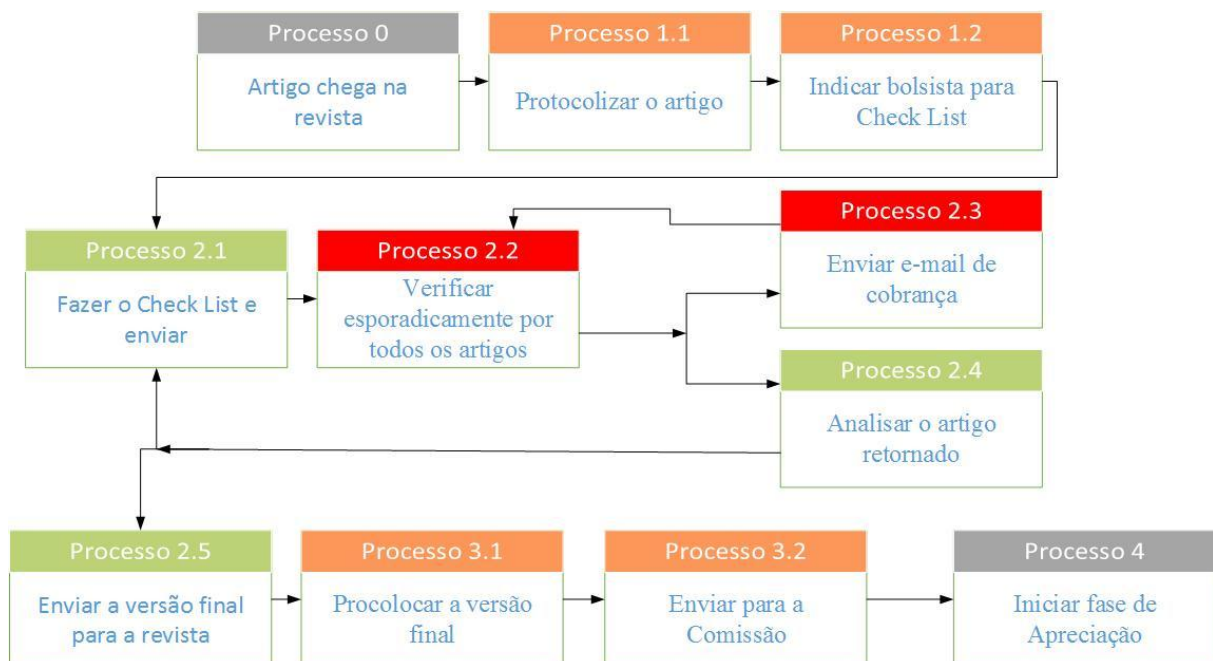 Processo 0
Artigo chega na
revista
Processo 1.1
Protocolizar o artigo
Processo 1.2
Indicar bolsista para
Check List
Processo 2.1
Fazer o Check List e
enviar
Processo 2.2
Verificar
esporadicamente por
todos os artigos
Processo 2.3
Enviar e-mail de
cobrança
Processo 2.4
Analisar o artigo
retornado
Processo 2.5
Enviar a versão final
para a revista
Processo 3.1
Procolocar a versão
final
Processo 3.2
Enviar para a
Comissão
Processo 4
Iniciar fase de
Apreciação